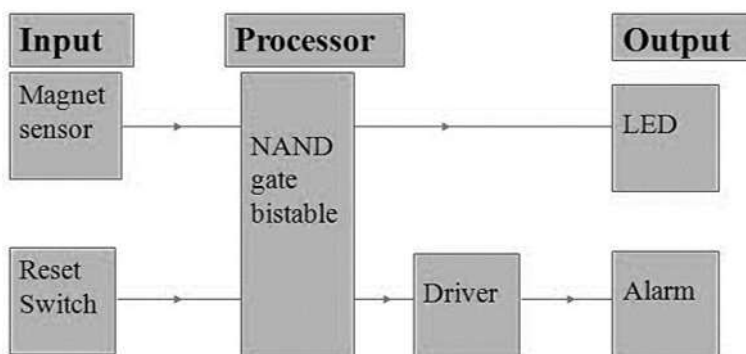 Input
Processor
Output
Magnet
sensor
NAND
gate
bistable
LED
Reset
Switch
Driver
Alarm